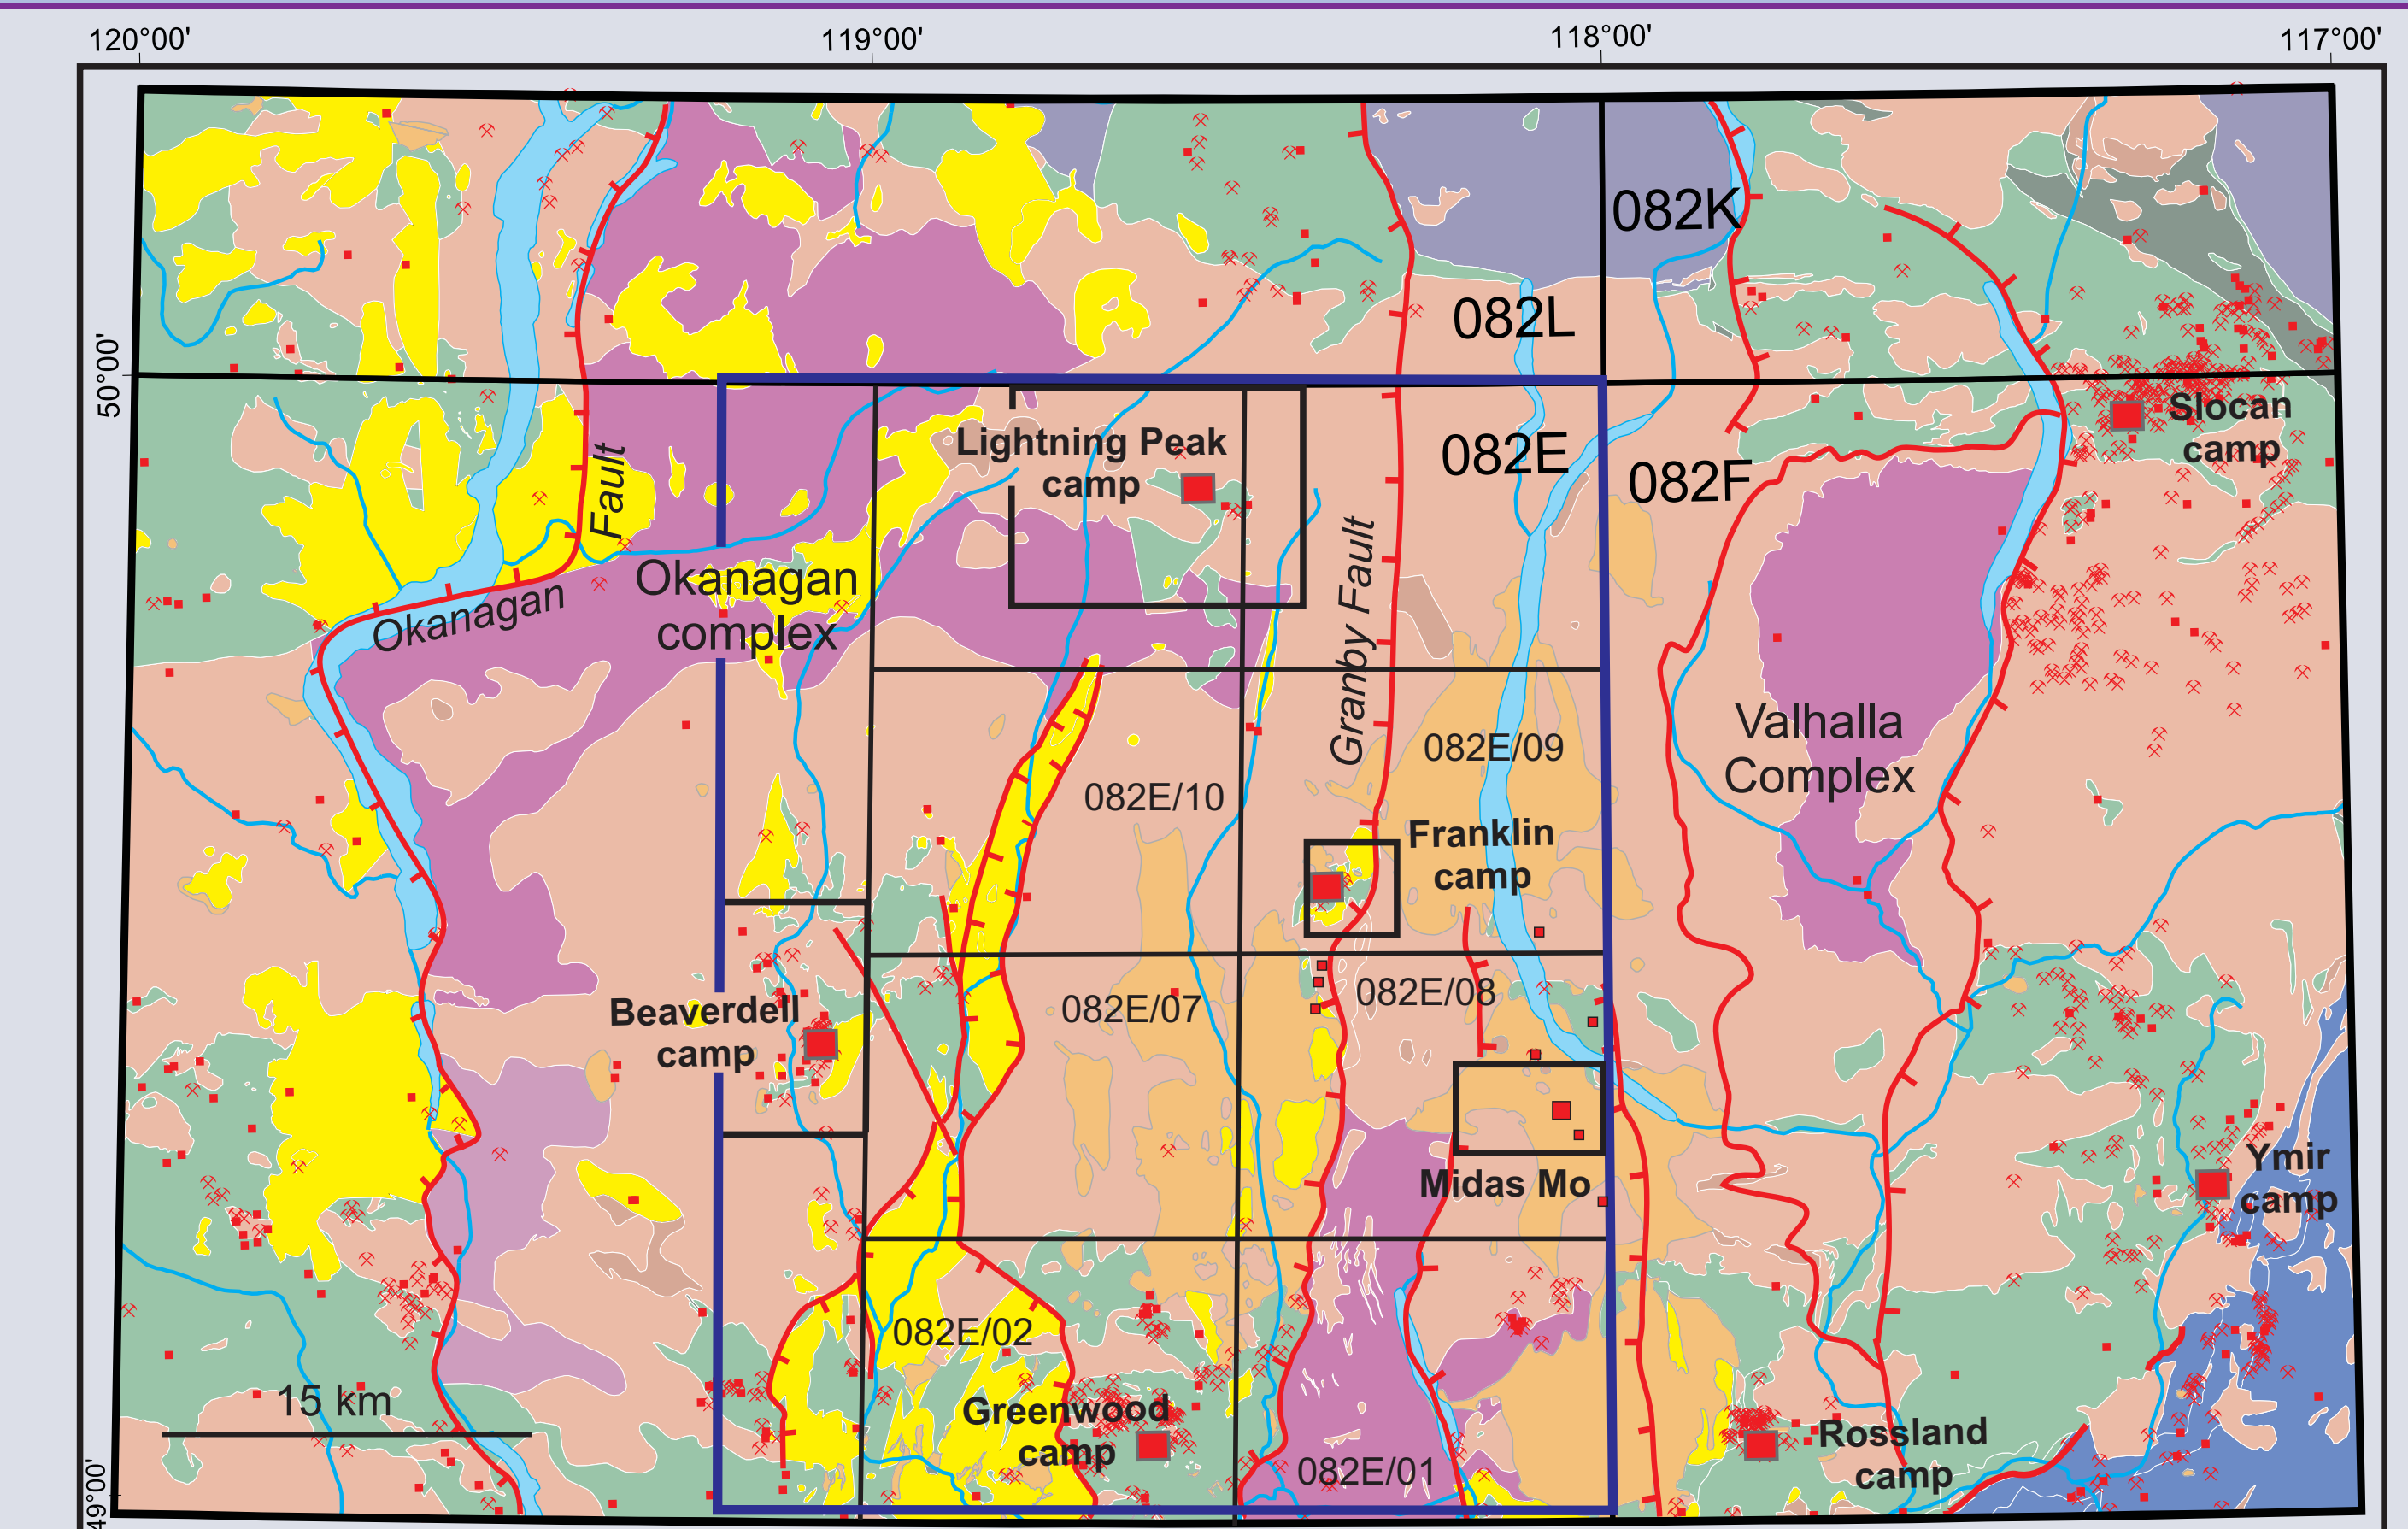 120°00'
119°00'
118°00'
117°00'
50°00'
49°00'
082K
082L
082E
082F
Slocan
camp
Lightning Peak
camp
Fault
Okanagan
Okanagan
complex
Granby Fault
Valhalla
Complex
082E/09
082E/10
Franklin
camp
082E/07
082E/08
Beaverdell
camp
Midas Mo
Ymir
camp
082E/02
15 km
Greenwood
camp
082E/01
Rossland
camp